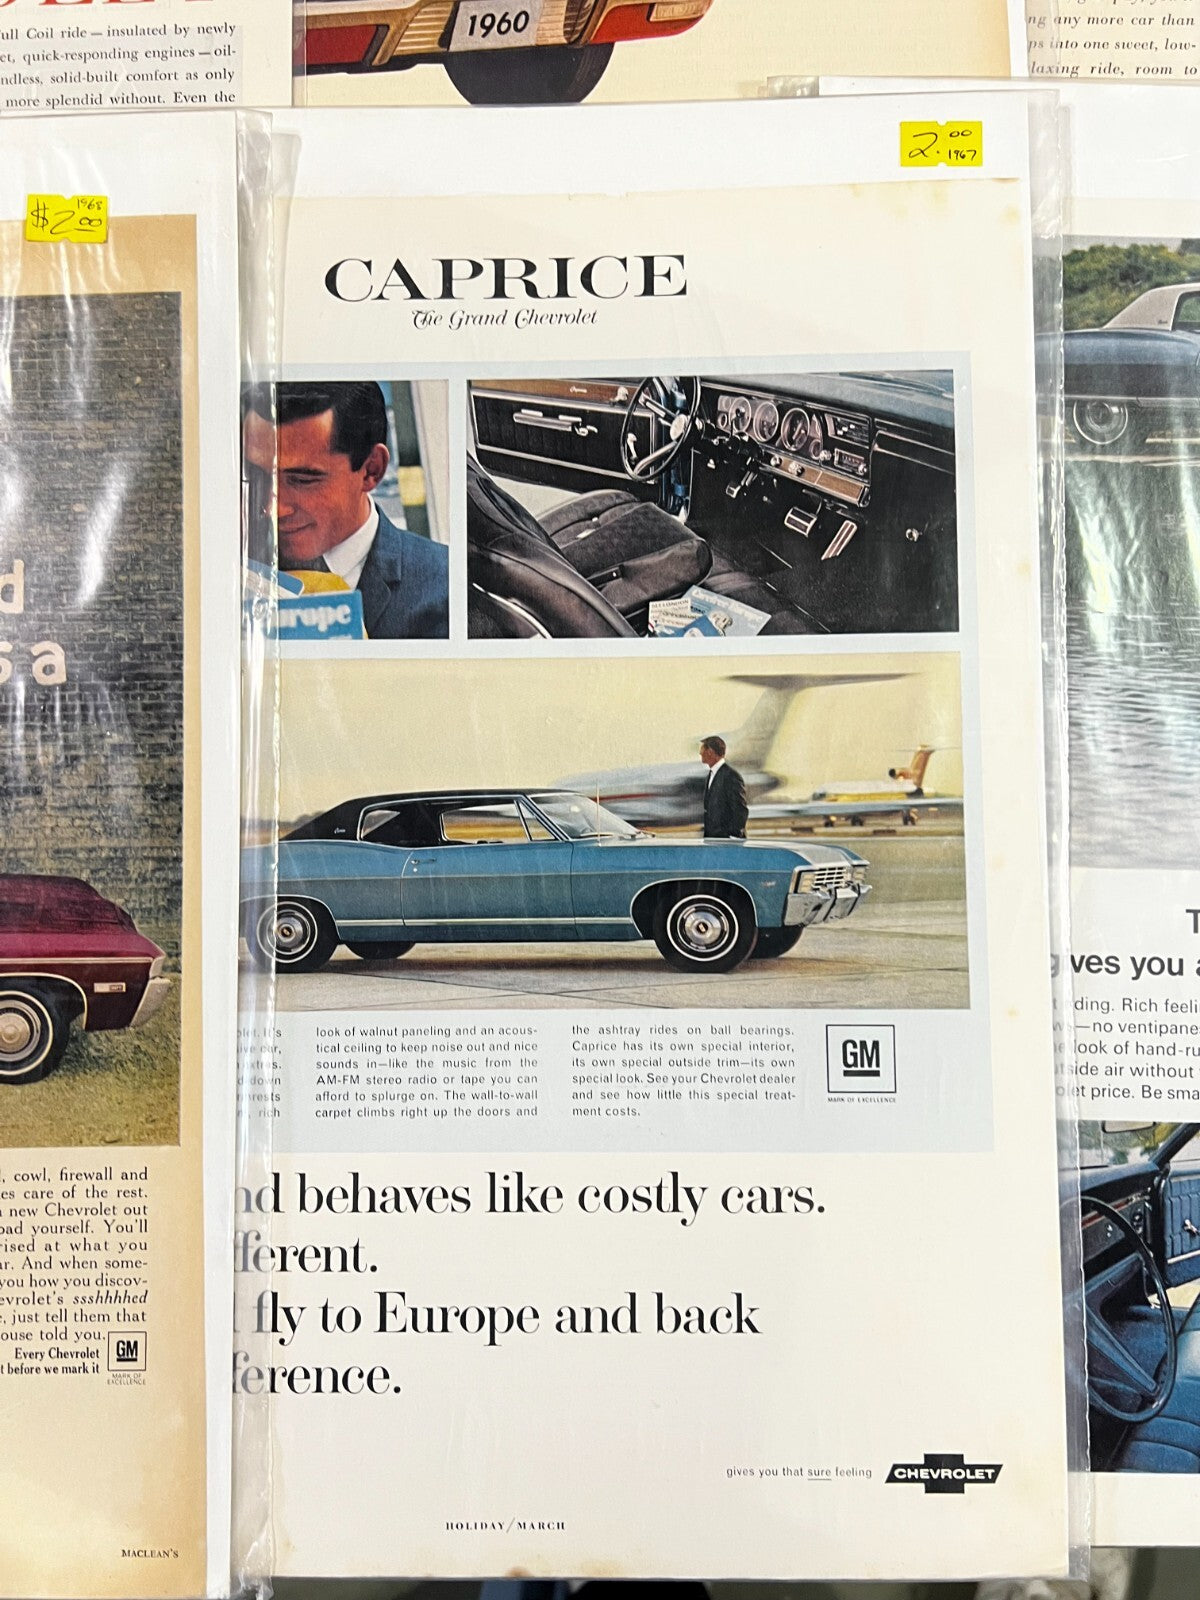 ull Coil ride — insulated by newly
et, quick-responding engines — oil-
ndless, solid-built comfort as only
more splendid without. Even the
1960
ng any more car than
ps into one sweet, low-
laxing ride, room to
$2.00
1968
2.00
1967
CAPRICE
The Grand Chevrolet
urope
d
s a
look of walnut paneling and an acous-
tical ceiling to keep noise out and nice
sounds in—like the music from the
AM-FM stereo radio or tape you can
afford to splurge on. The wall-to-wall
carpet climbs right up the doors and
the ashtray rides on ball bearings.
Caprice has its own special interior,
its own special outside trim—its own
special look. See your Chevrolet dealer
and see how little this special treat-
ment costs.
GM
MARK OF EXCELLENCE
nd behaves like costly cars.
fferent.
fly to Europe and back
ference.
gives you that sure feeling
CHEVROLET
HOLIDAY/MARCH
, cowl, firewall and
es care of the rest.
new Chevrolet out
oad yourself. You'll
rised at what you
ar. And when some-
you how you discov-
evrolet's ssshhhhed
, just tell them that
ouse told you.
Every Chevrolet
t before we mark it
GM
MARK OF
EXCELLENCE
MACLEAN'S
T
ves you a
ding. Rich feeli
—no ventipane
look of hand-ru
side air without
et price. Be sma